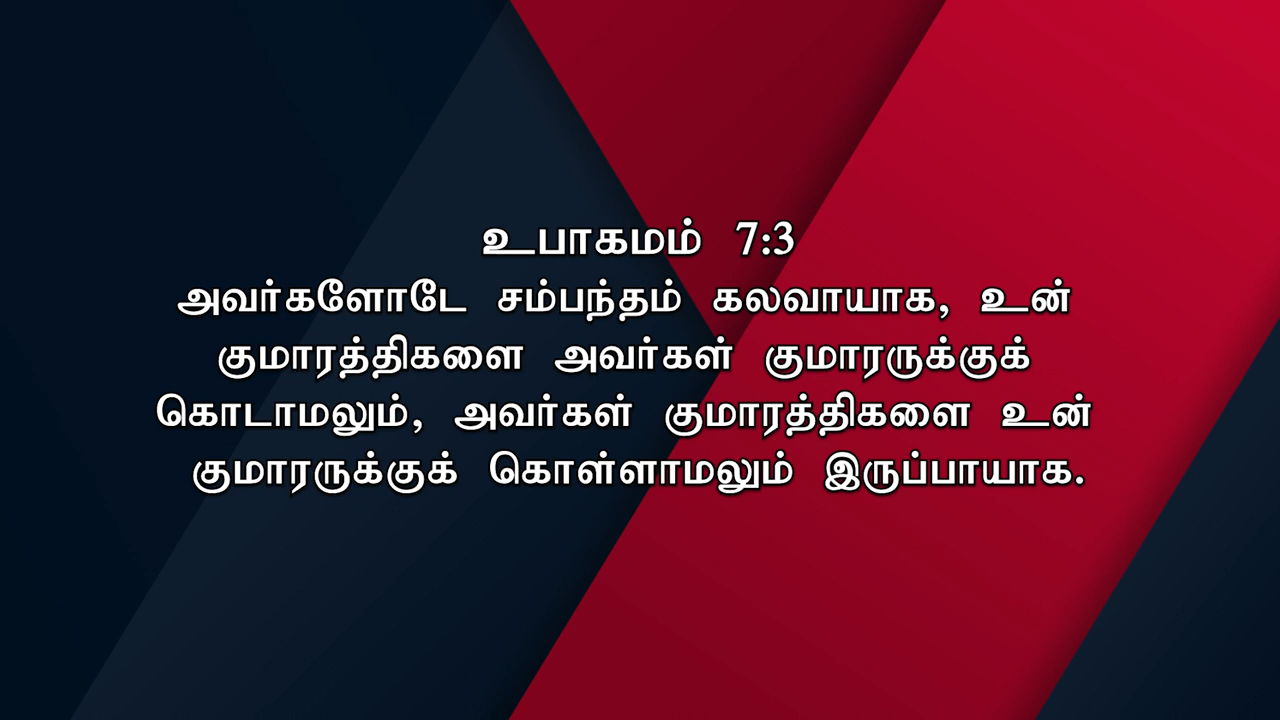 உபாகமம் 7:3
அவர்களோடே சம்பந்தம் கலவாயாக, உன்
குமாரத்திகளை அவர்கள் குமாரருக்குக்
கொடாமலும், அவர்கள் குமாரத்திகளை உன்
குமாரருக்குக் கொள்ளாமலும் இருப்பாயாக.